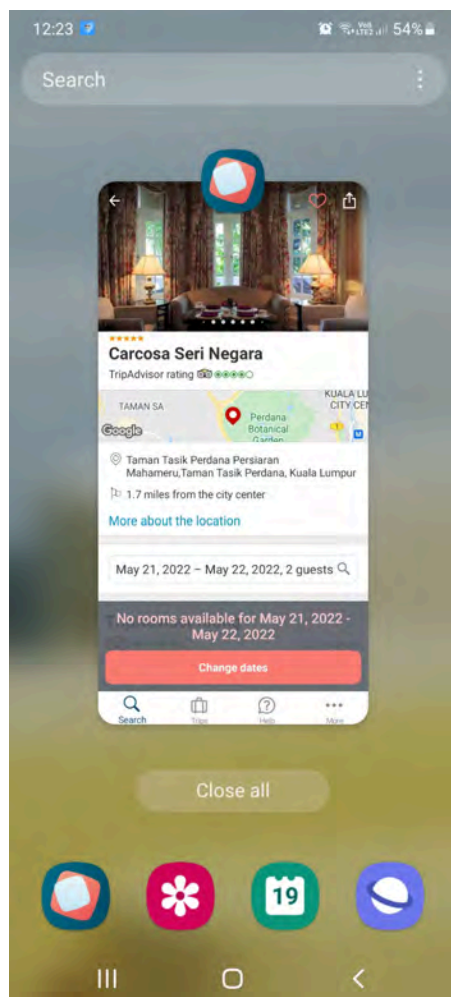 12:23
54%
Search
Carcosa Seri Negara
TripAdvisor rating
TAMAN SA
KUALA LU
CITY CEN
Perdana
Botanical
Garden
Google
Taman Tasik Perdana Persiaran
Mahameru,Taman Tasik Perdana, Kuala Lumpur
1.7 miles from the city center
More about the location
May 21, 2022 – May 22, 2022, 2 guests
No rooms available for May 21, 2022 -
May 22, 2022
Change dates
Search
Trips
Help
More
Close all
19